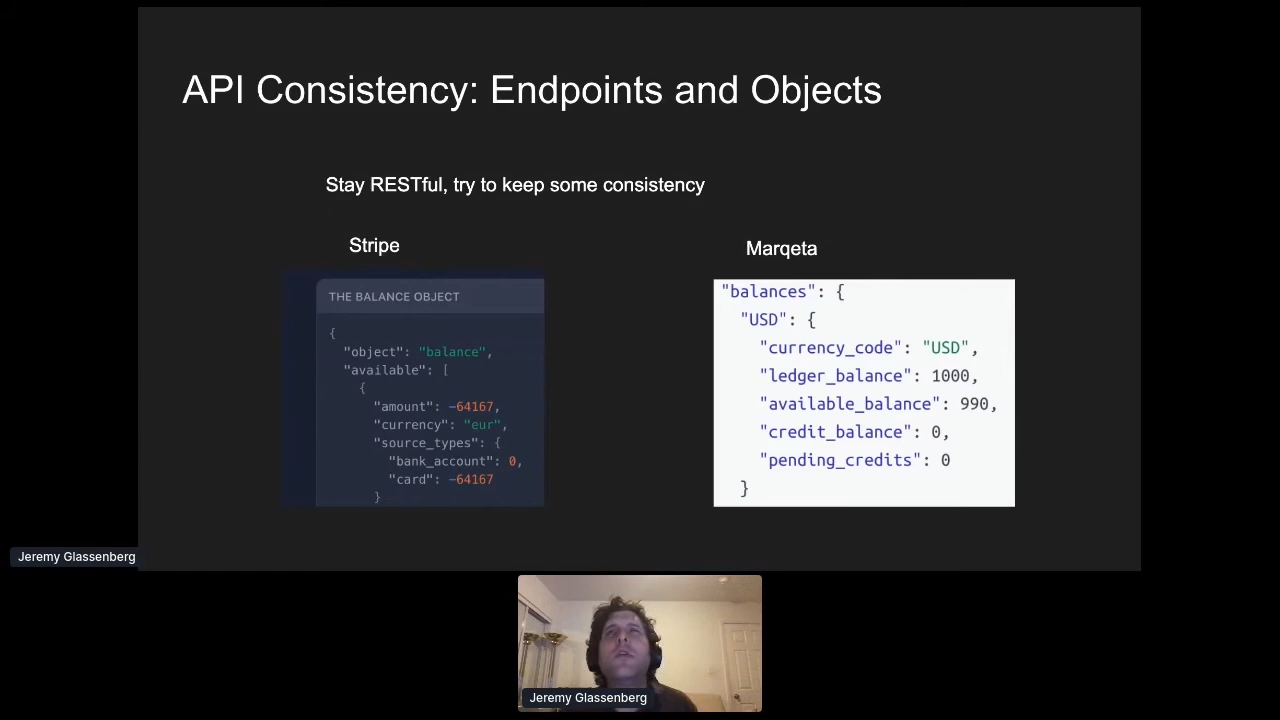 API Consistency: Endpoints and Objects
Stay RESTful, try to keep some consistency
Stripe
THE BALANCE OBJECT
{
"object": "balance",
"available": [
{
"amount": -64167,
"currency": "eur",
"source_types": {
"bank_account": 0,
"card": -64167
}
Marqeta
"balances": {
"USD": {
"currency_code": "USD",
"ledger_balance": 1000,
"available_balance": 990,
"credit_balance": 0,
"pending_credits": 0
}
Jeremy Glassenberg
Jeremy Glassenberg